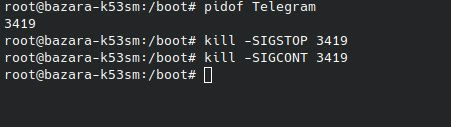 root@bazara-k53sm:/boot# pidof Telegram
3419
root@bazara-k53sm:/boot# kill -SIGSTOP 3419
root@bazara-k53sm:/boot# kill -SIGCONT 3419
root@bazara-k53sm:/boot#